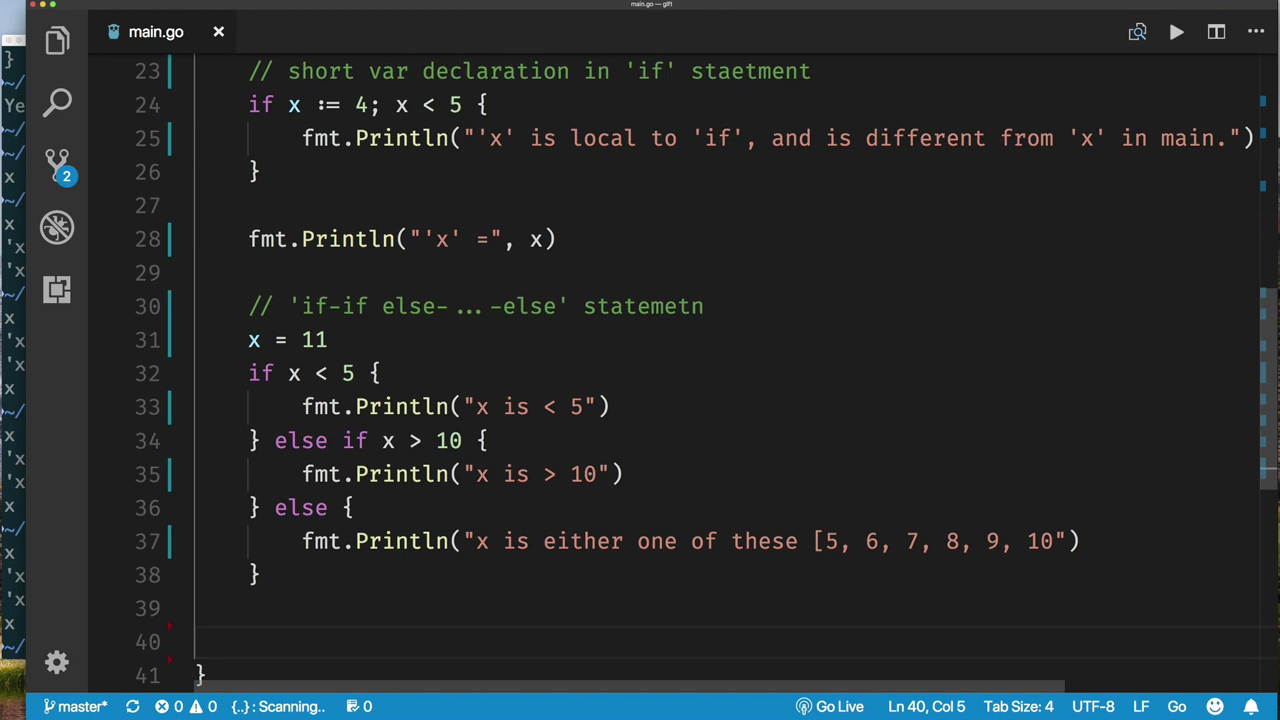 main.go — gift
main.go
23 // short var declaration in 'if' staetment
24 if x := 4; x < 5 {
25 fmt.Println("'x' is local to 'if', and is different from 'x' in main.")
26 }
27
28 fmt.Println("'x' =", x)
29
30 // 'if-if else-...-else' statemetn
31 x = 11
32 if x < 5 {
33 fmt.Println("x is < 5")
34 } else if x > 10 {
35 fmt.Println("x is > 10")
36 } else {
37 fmt.Println("x is either one of these [5, 6, 7, 8, 9, 10")
38 }
39
40
41 }
2
}
~/
Ye
~/
~/
x
~/
x
'x
'x
~/
'x
'x
x
~/
x
'x
'x
x
~/
x
'x
'x
x
~/
master* 0 0 {..} : Scanning.. 0 Go Live Ln 40, Col 5 Tab Size: 4 UTF-8 LF Go